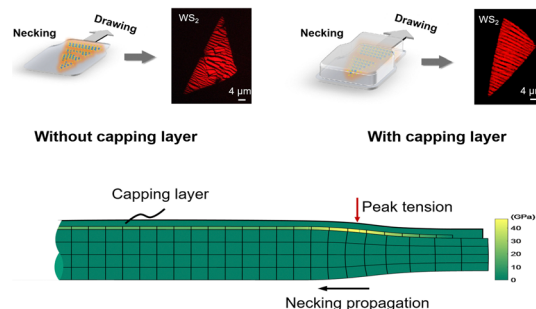 Necking
Drawing
WS₂
4 μm
Without capping layer
Necking
Drawing
WS₂
4 μm
With capping layer
Capping layer
Peak tension
(GPa)
40
30
20
10
0
Necking propagation